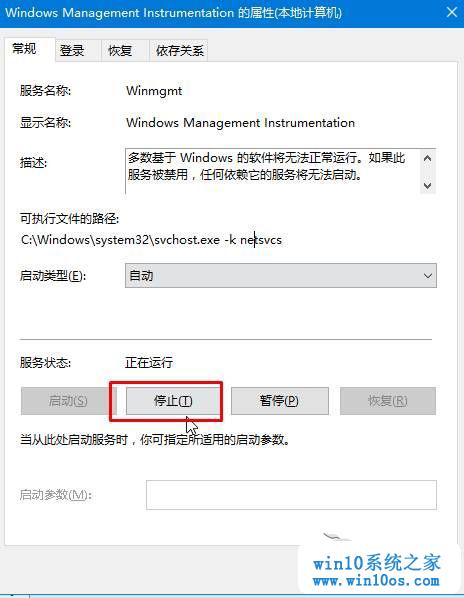 Windows Management Instrumentation 的属性(本地计算机)
常规
登录
恢复
依存关系
服务名称:
Winmgmt
显示名称:
Windows Management Instrumentation
描述:
多数基于 Windows 的软件将无法正常运行。如果此
服务被禁用，任何依赖它的服务将无法启动。
可执行文件的路径:
C:\Windows\system32\svchost.exe -k netsvcs
启动类型(E):
自动
服务状态:
正在运行
启动(S)
停止(T)
暂停(P)
恢复(R)
当从此处启动服务时，你可指定所适用的启动参数。
启动参数(M):
win10系统之家
www.win10os.com